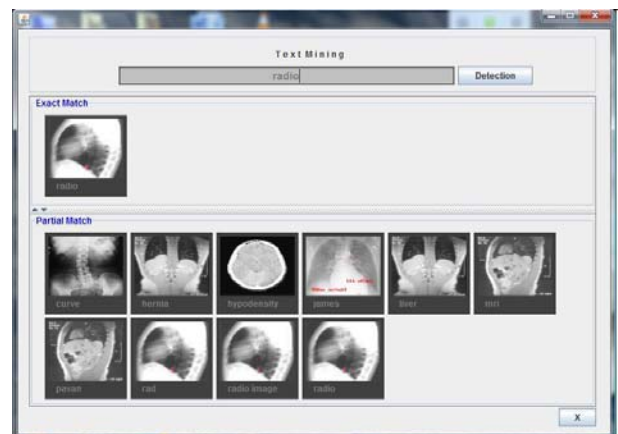 Text Mining
radio
Detection
Exact Match
radio
Partial Match
curve
hernia
hypodensity
james
liver
mri
pavan
rad
radio image
radio
X